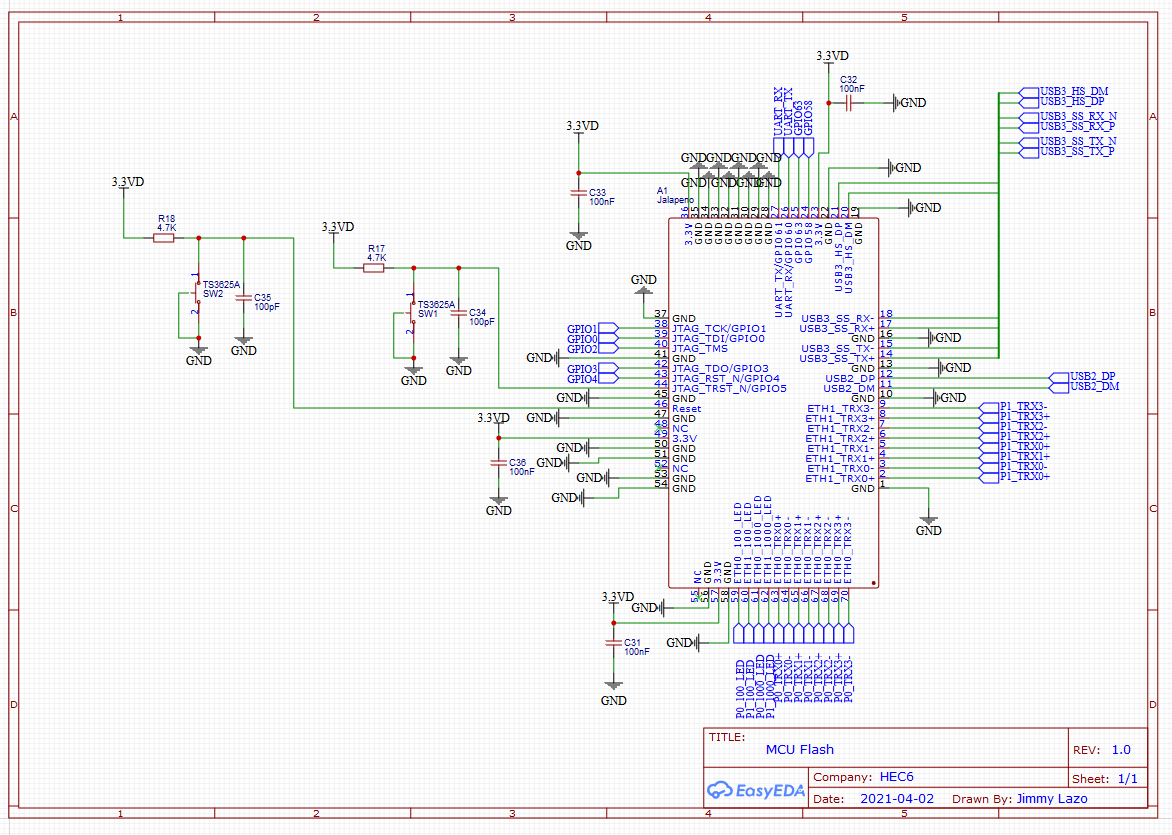 1 2 3 4 5
A
B
C
D
A
B
C
D
3.3VD
C32
100nF
GND
UART_RX
UART_TX
GPIO63
GPIO58
USB3_HS_DM
USB3_HS_DP
USB3_SS_RX_N
USB3_SS_RX_P
USB3_SS_TX_N
USB3_SS_TX_P
3.3VD
C33
100nF
GND
GND GND GND GND
GND GND GND GND
GND
GND
A1
Jalapeno
36 35 34 33 32 31 30 29 28 27 26 25 24 23 22 21 20 19
3.3V
GND
GND
GND
GND
GND
GND
GND
GND
UART_TX/GPIO61
UART_RX/GPIO60
GPIO63
GPIO58
3.3V
GND
USB3_HS_DP
USB3_HS_DM
GND
3.3VD
R18
4.7K
TS3625A
SW2
1
2
C35
100pF
GND
GND
3.3VD
R17
4.7K
TS3625A
SW1
1
2
C34
100pF
GND
GND
GND
37 GND
GPIO1 38 JTAG_TCK/GPIO1
GPIO0 39 JTAG_TDI/GPIO0
GPIO2 40 JTAG_TMS
GND 41 GND
GPIO3 42 JTAG_TDO/GPIO3
GPIO4 43 JTAG_RST_N/GPIO4
44 JTAG_TRST_N/GPIO5
GND 45 GND
46 Reset
GND 47 GND
48 NC
3.3VD 49 3.3V
GND 50 GND
GND 51 GND
52 NC
GND 53 GND
GND 54 GND
C36
100nF
GND
USB3_SS_RX- 18
USB3_SS_RX+ 17
GND 16 GND
USB3_SS_TX- 15
USB3_SS_TX+ 14
GND 13 GND
USB2_DP 12 USB2_DP
USB2_DM 11 USB2_DM
GND 10 GND
ETH1_TRX3- 9 P1_TRX3-
ETH1_TRX3+ 8 P1_TRX3+
ETH1_TRX2- 7 P1_TRX2-
ETH1_TRX2+ 6 P1_TRX2+
ETH1_TRX1- 5 P1_TRX0+
ETH1_TRX1+ 4 P1_TRX1+
ETH1_TRX0- 3 P1_TRX0-
ETH1_TRX0+ 2 P1_TRX0+
GND 1
GND
NC
GND
3.3V
GND
ETH0_100_LED
ETH1_100_LED
ETH0_1000_LED
ETH1_1000_LED
ETH0_TRX0+
ETH0_TRX0-
ETH0_TRX1+
ETH0_TRX1-
ETH0_TRX2+
ETH0_TRX2-
ETH0_TRX3+
ETH0_TRX3-
55 56 57 58 59 60 61 62 63 64 65 66 67 68 69 70
3.3VD
GND
GND
C31
100nF
GND
P0_100_LED
P1_100_LED
P0_1000_LED
P1_1000_LED
P0_TRX0+
P0_TRX0-
P0_TRX1+
P0_TRX1-
P0_TRX2+
P0_TRX2-
P0_TRX3+
P0_TRX3-
TITLE:
MCU Flash
REV: 1.0
EasyEDA
Company: HEC6
Sheet: 1/1
Date: 2021-04-02 Drawn By: Jimmy Lazo
1 2 3 4 5